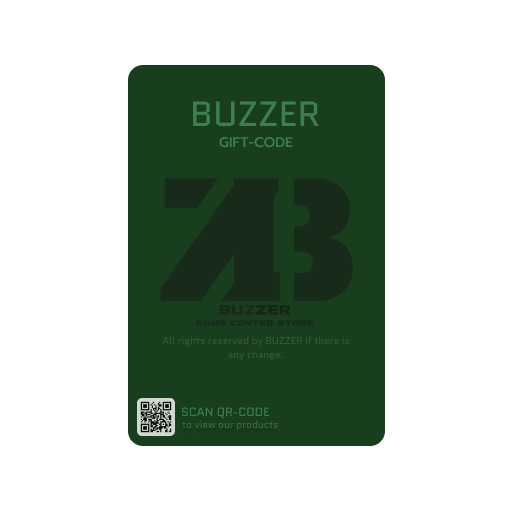 BUZZER
GIFT-CODE
BUZZER
GAME CENTER STORE
All rights reserved by BUZZER if there is
any change.
SCAN QR-CODE
to view our products